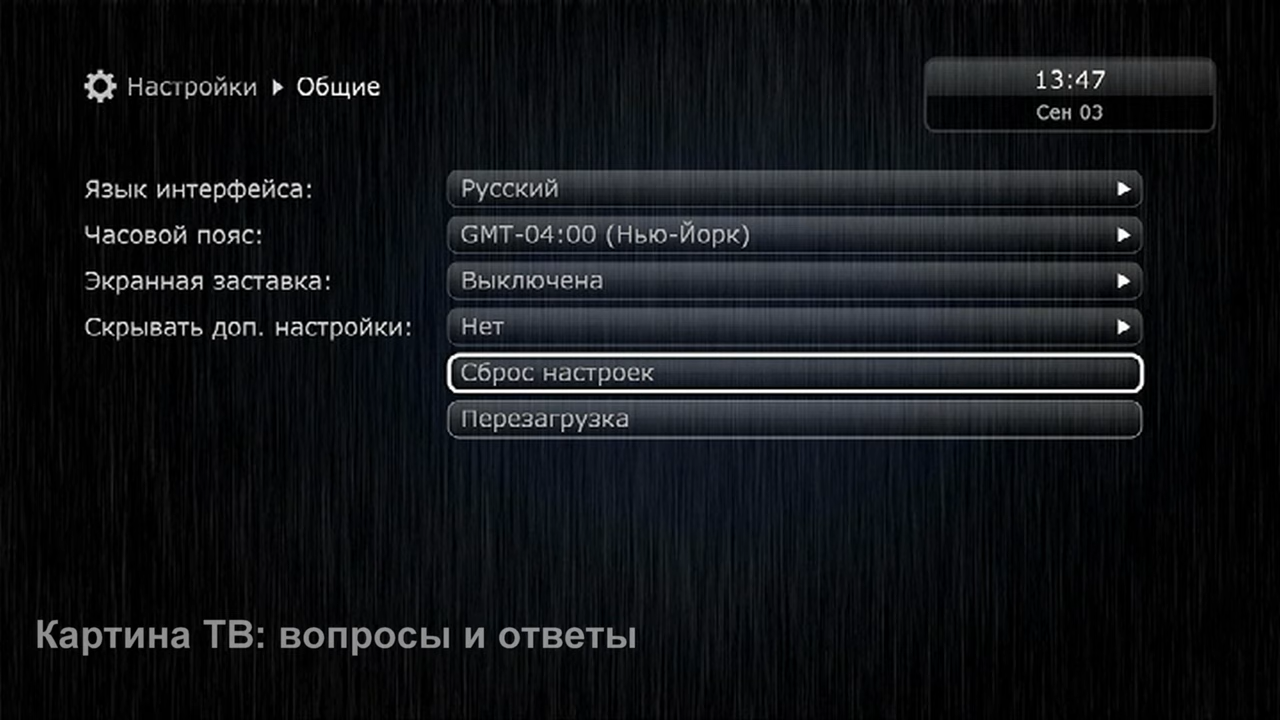 Настройки ▶ Общие
13:47
Сен 03
Язык интерфейса: Русский
Часовой пояс: GMT-04:00 (Нью-Йорк)
Экранная заставка: Выключена
Скрывать доп. настройки: Нет
Сброс настроек
Перезагрузка
Картина ТВ: вопросы и ответы